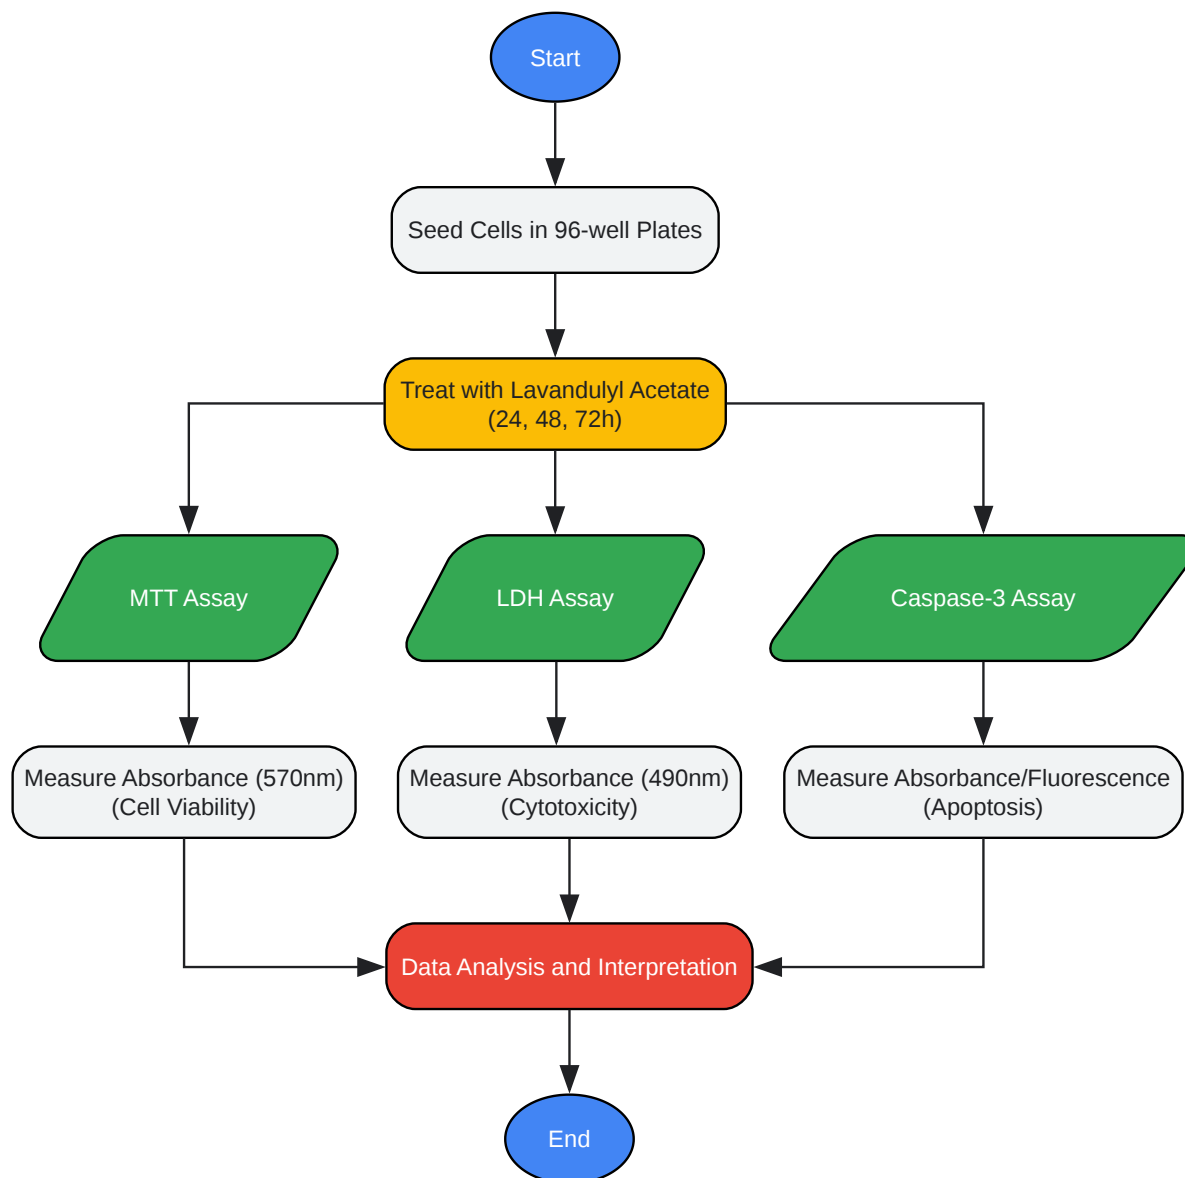 Start
Seed Cells in 96-well Plates
Treat with Lavandulyl Acetate
(24, 48, 72h)
MTT Assay
LDH Assay
Caspase-3 Assay
Measure Absorbance (570nm)
(Cell Viability)
Measure Absorbance (490nm)
(Cytotoxicity)
Measure Absorbance/Fluorescence
(Apoptosis)
Data Analysis and Interpretation
End